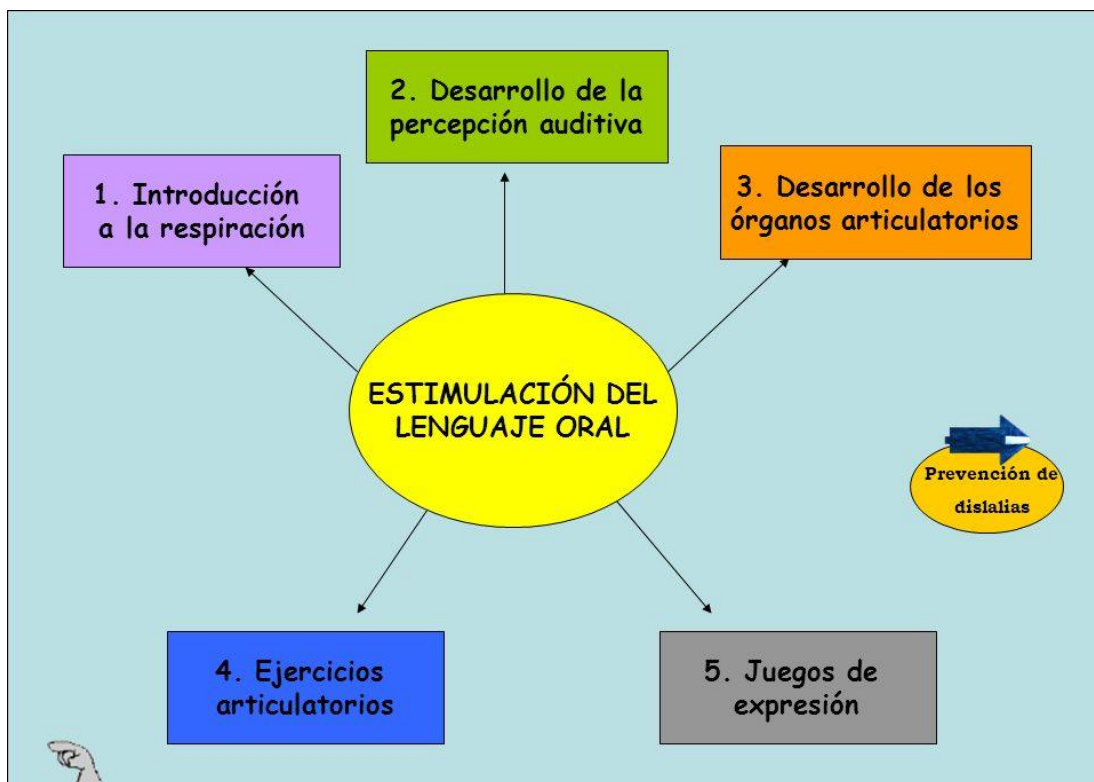 1. Introducción
a la respiración
2. Desarrollo de la
percepción auditiva
3. Desarrollo de los
órganos articulatorios
ESTIMULACIÓN DEL
LENGUAJE ORAL
Prevención de
dislalias
4. Ejercicios
articulatorios
5. Juegos de
expresión